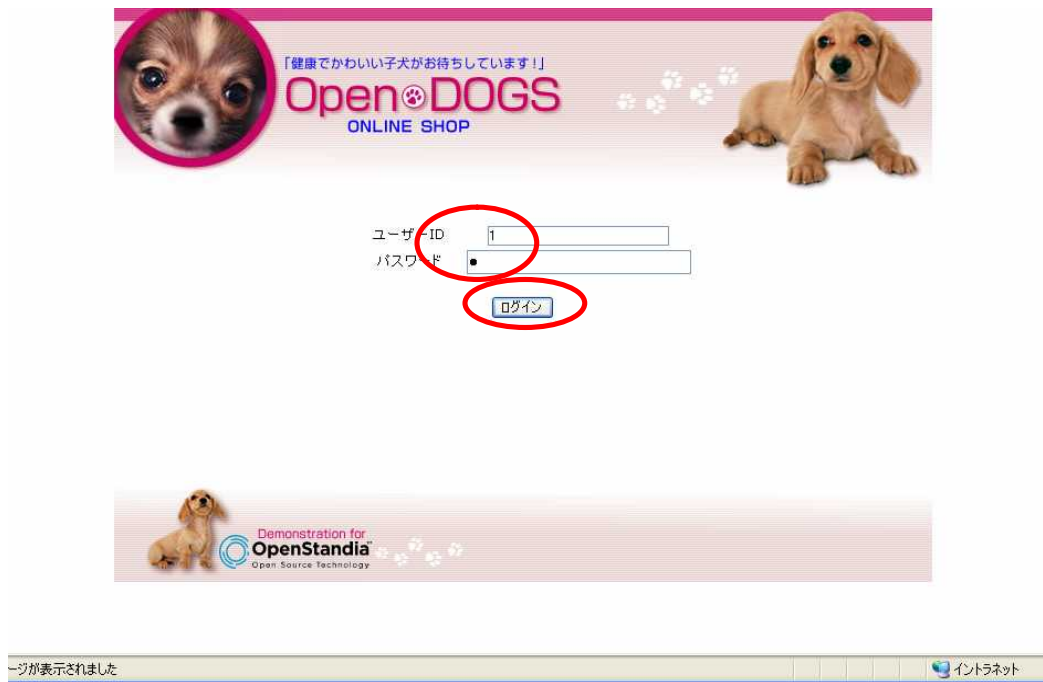 「健康でかわいい子犬がお待ちしています！」
Open DOGS
ONLINE SHOP
ユーザーID 1
パスワード ●
ログイン
Demonstration for
OpenStandia™
Open Source Technology
ージが表示されました イントラネット